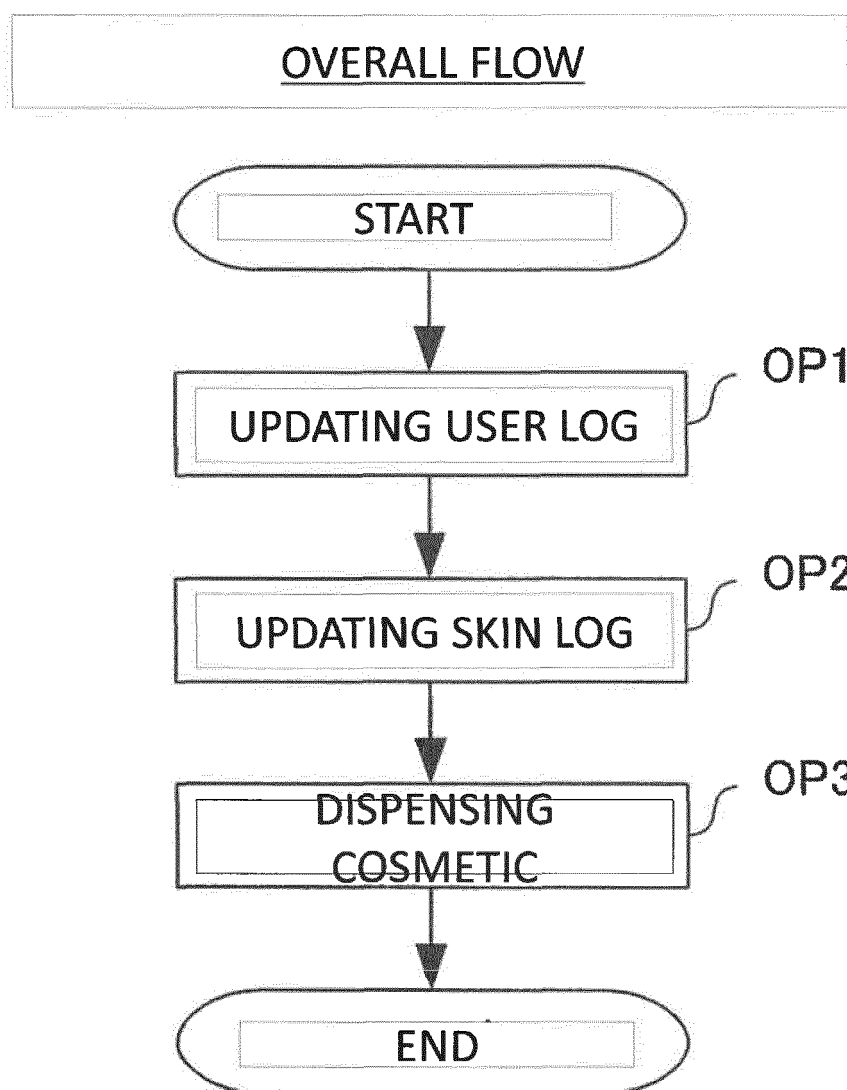 OVERALL FLOW
START
OP1
UPDATING USER LOG
OP2
UPDATING SKIN LOG
OP3
DISPENSING
COSMETIC
END